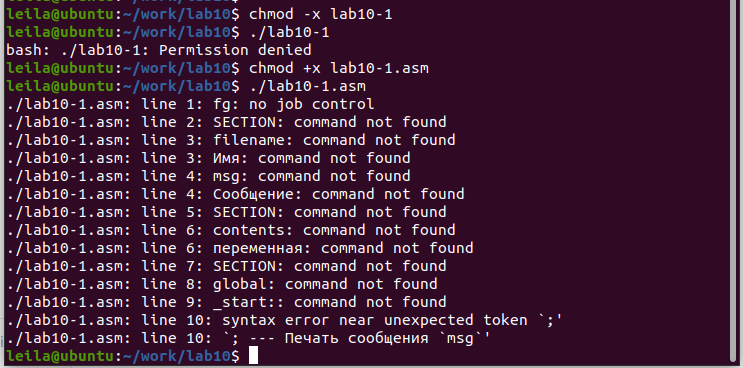 leila@ubuntu:~/work/lab10$ chmod -x lab10-1
leila@ubuntu:~/work/lab10$ ./lab10-1
bash: ./lab10-1: Permission denied
leila@ubuntu:~/work/lab10$ chmod +x lab10-1.asm
leila@ubuntu:~/work/lab10$ ./lab10-1.asm
./lab10-1.asm: line 1: fg: no job control
./lab10-1.asm: line 2: SECTION: command not found
./lab10-1.asm: line 3: filename: command not found
./lab10-1.asm: line 3: Имя: command not found
./lab10-1.asm: line 4: msg: command not found
./lab10-1.asm: line 4: Сообщение: command not found
./lab10-1.asm: line 5: SECTION: command not found
./lab10-1.asm: line 6: contents: command not found
./lab10-1.asm: line 6: переменная: command not found
./lab10-1.asm: line 7: SECTION: command not found
./lab10-1.asm: line 8: global: command not found
./lab10-1.asm: line 9: _start:: command not found
./lab10-1.asm: line 10: syntax error near unexpected token `;'
./lab10-1.asm: line 10: `; --- Печать сообщения `msg`'
leila@ubuntu:~/work/lab10$